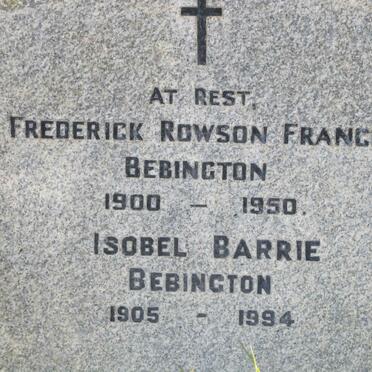 AT REST.
FREDERICK ROWSON FRANC
BEBINGTON
1900 – 1950.
ISOBEL BARRIE
BEBINGTON
1905 - 1994